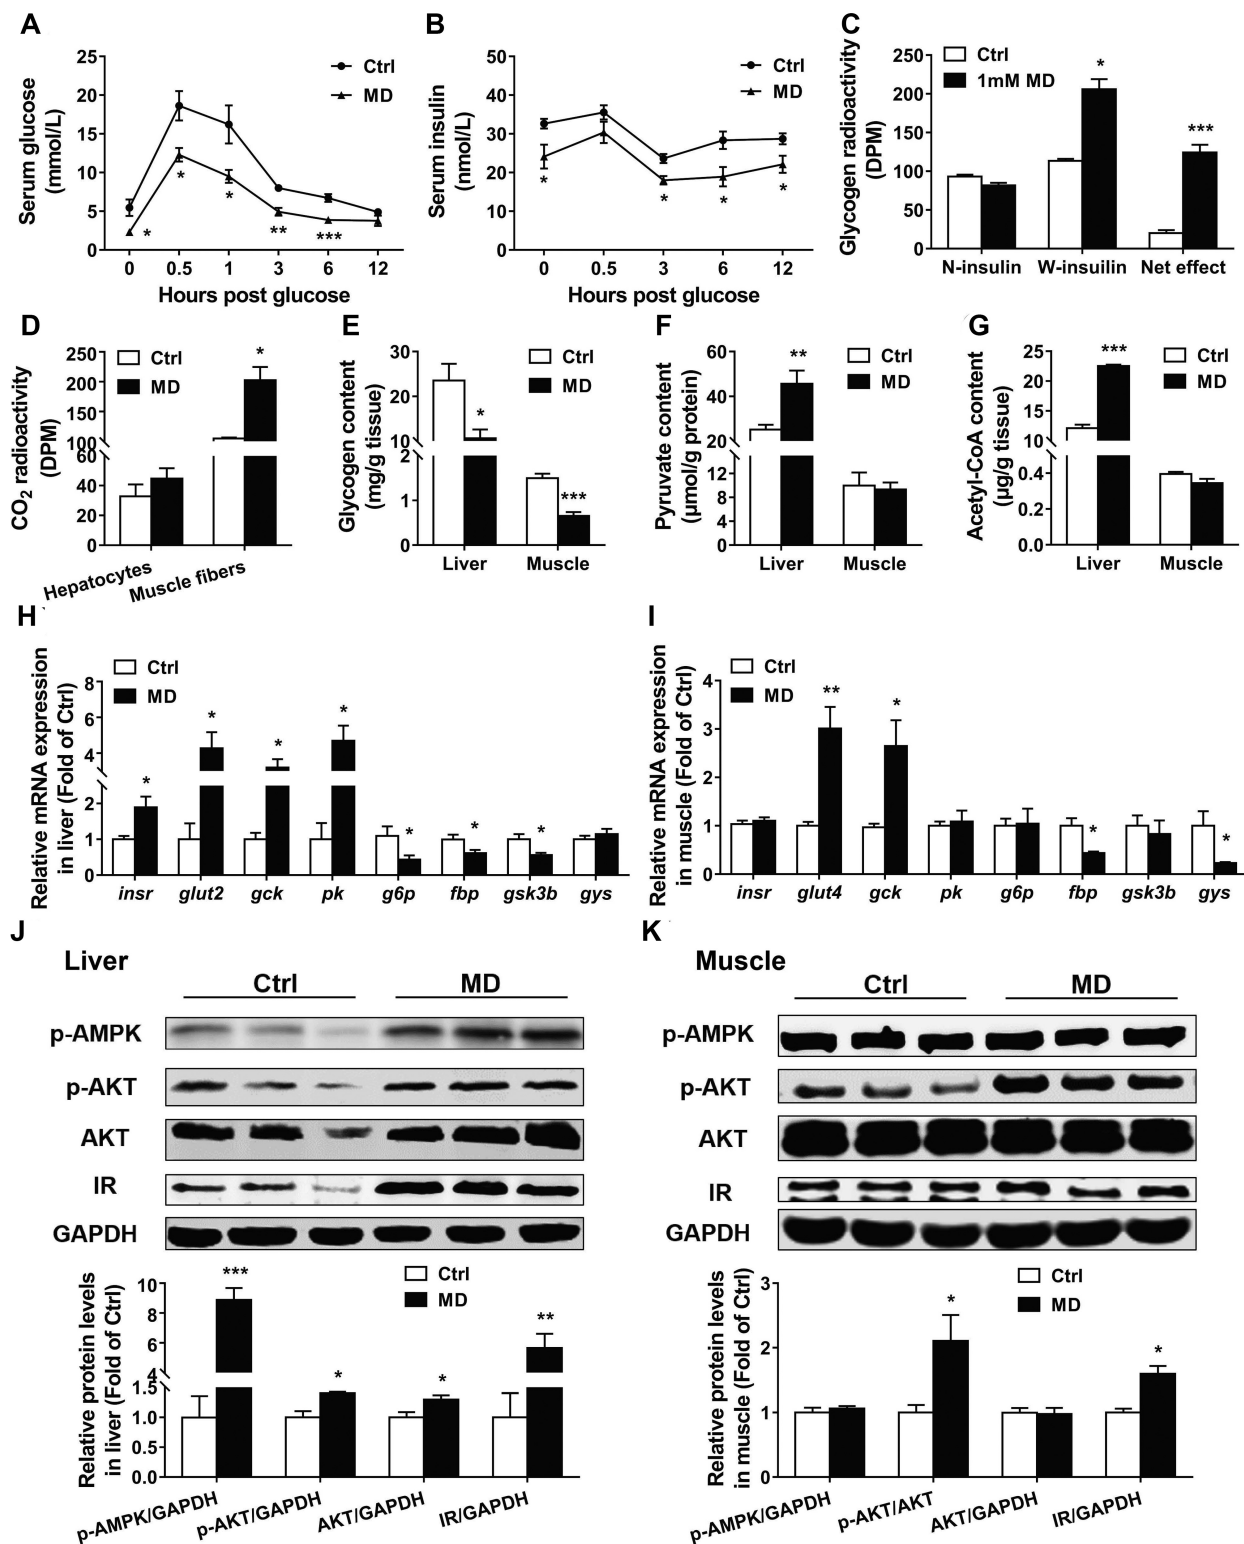 A
Serum glucose
(mmol/L)
25
20
15
10
5
0
Ctrl
MD
*
*
*
**
***
0 0.5 1 3 6 12
Hours post glucose
B
Serum insulin
(nmol/L)
50
40
30
20
10
0
Ctrl
MD
*
*
*
*
0 0.5 3 6 12
Hours post glucose
C
Glycogen radioactivity
(DPM)
250
200
150
100
50
0
Ctrl
1mM MD
*
***
N-insulin W-insuilin Net effect
D
CO2 radioactivity
(DPM)
250
200
150
100
60
40
20
0
Ctrl
MD
*
Hepatocytes
Muscle fibers
E
Glycogen content
(mg/g tissue)
30
20
10
2
1
0
Ctrl
MD
*
***
Liver Muscle
F
Pyruvate content
(μmol/g protein)
60
40
20
12
8
4
0
Ctrl
MD
**
Liver Muscle
G
Acetyl-CoA content
(μg/g tissue)
25
20
15
10
0.4
0.2
0.0
Ctrl
MD
***
Liver Muscle
H
Relative mRNA expression
in liver (Fold of Ctrl)
8
6
4
2
1
0
Ctrl
MD
* * * * * * *
insr glut2 gck pk g6p fbp gsk3b gys
I
Relative mRNA expression
in muscle (Fold of Ctrl)
4
3
2
1
0
Ctrl
MD
** * * *
insr glut4 gck pk g6p fbp gsk3b gys
J
Liver
Ctrl MD
p-AMPK
p-AKT
AKT
IR
GAPDH
Relative protein levels
in liver (Fold of Ctrl)
10
8
6
4
1.5
1.0
0.5
0.0
Ctrl
MD
*** * * **
p-AMPK/GAPDH
p-AKT/GAPDH
AKT/GAPDH
IR/GAPDH
K
Muscle
Ctrl MD
p-AMPK
p-AKT
AKT
IR
GAPDH
Relative protein levels
in muscle (Fold of Ctrl)
3
2
1
0
Ctrl
MD
* *
p-AMPK/GAPDH
p-AKT/AKT
AKT/GAPDH
IR/GAPDH